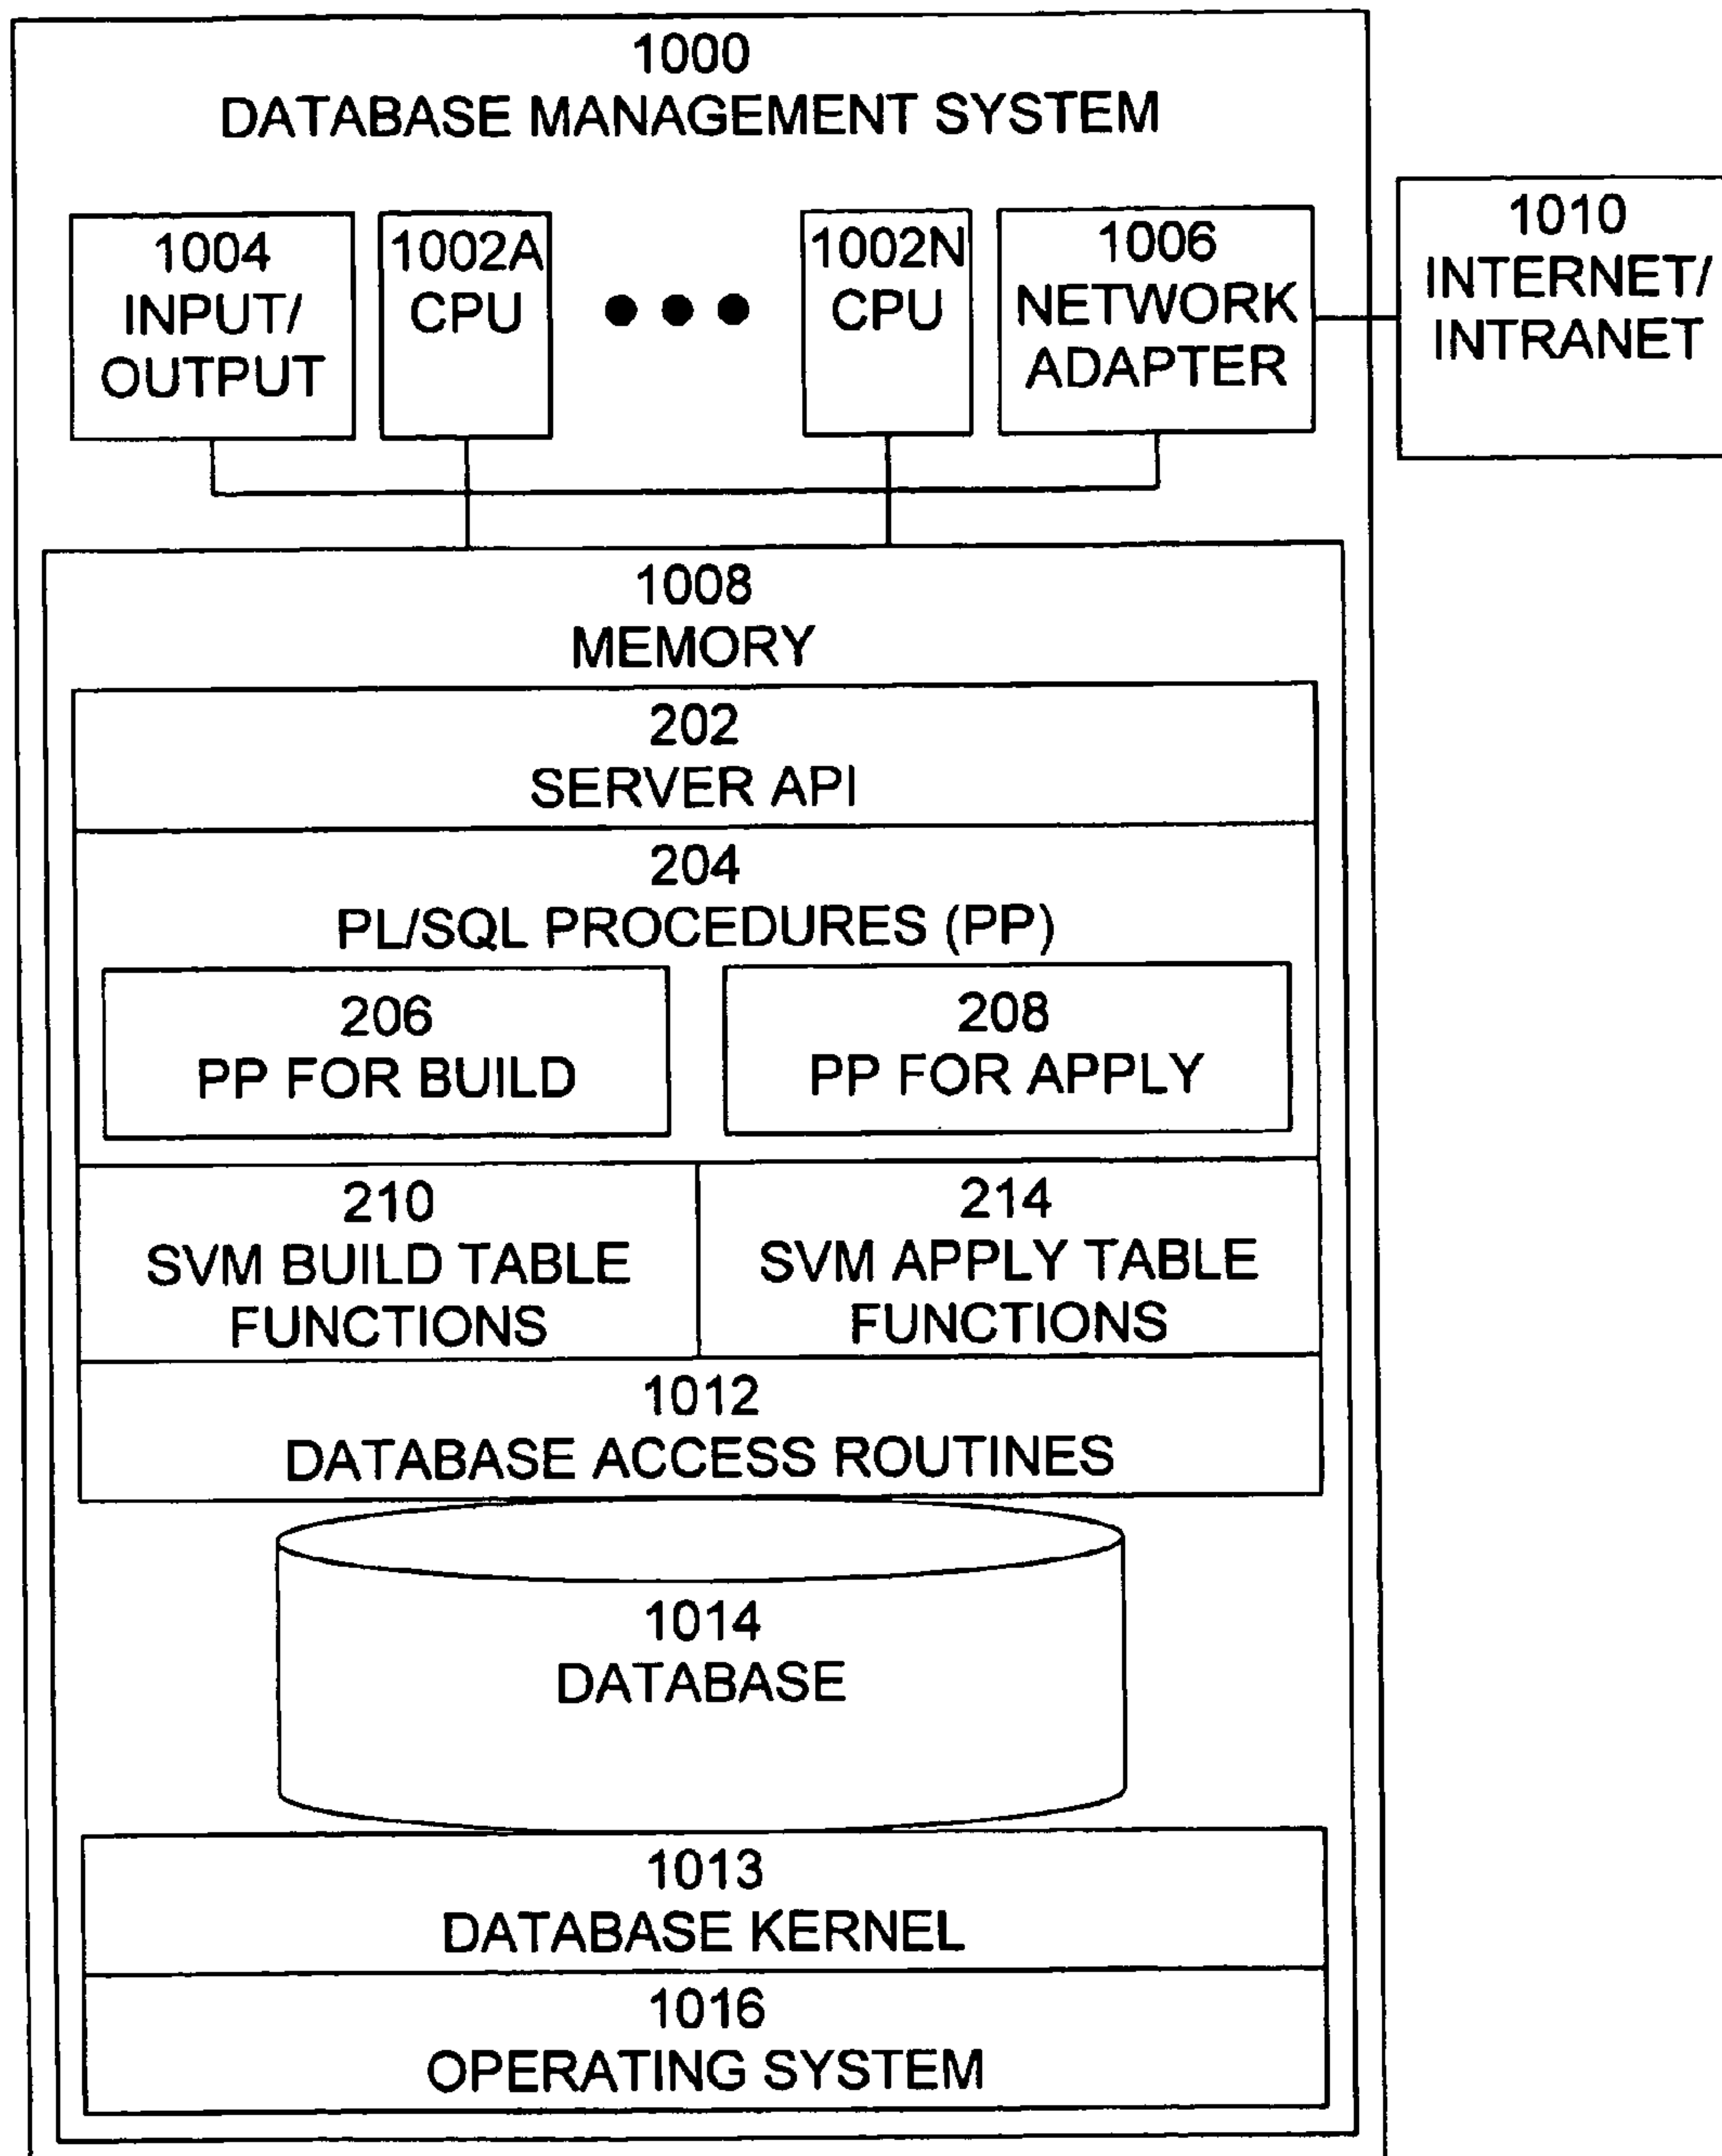 1000
DATABASE MANAGEMENT SYSTEM
1004
INPUT/
OUTPUT
1002A
CPU
1002N
CPU
1006
NETWORK
ADAPTER
1010
INTERNET/
INTRANET
1008
MEMORY
202
SERVER API
204
PL/SQL PROCEDURES (PP)
206
PP FOR BUILD
208
PP FOR APPLY
210
SVM BUILD TABLE
FUNCTIONS
214
SVM APPLY TABLE
FUNCTIONS
1012
DATABASE ACCESS ROUTINES
1014
DATABASE
1013
DATABASE KERNEL
1016
OPERATING SYSTEM